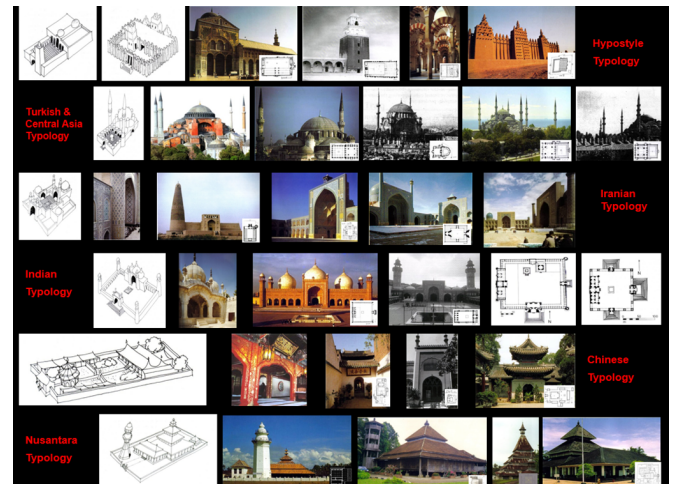 Hypostyle
Typology
Turkish &
Central Asia
Typology
Iranian
Typology
Indian
Typology
Chinese
Typology
Nusantara
Typology